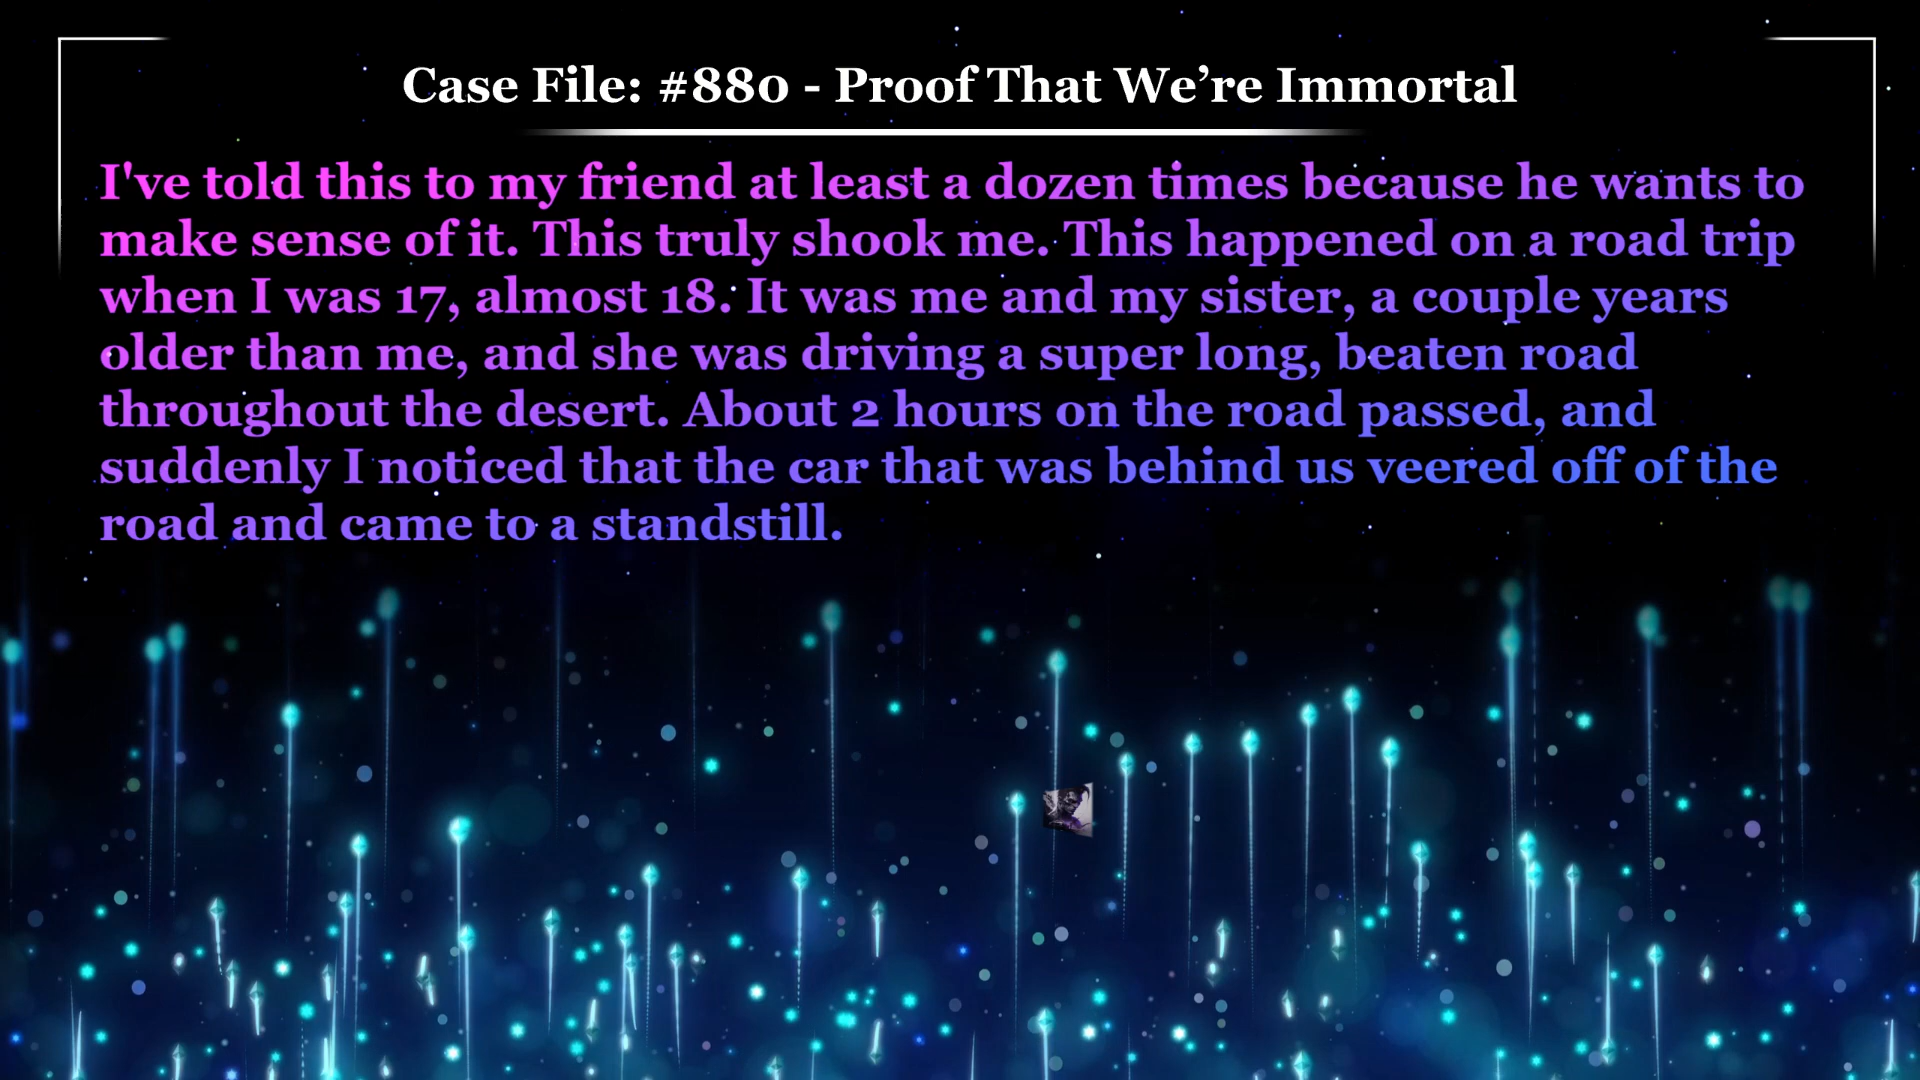 Case File: #880 - Proof That We’re Immortal
I've told this to my friend at least a dozen times because he wants to
make sense of it. This truly shook me. This happened on a road trip
when I was 17, almost 18. It was me and my sister, a couple years
older than me, and she was driving a super long, beaten road
throughout the desert. About 2 hours on the road passed, and
suddenly I noticed that the car that was behind us veered off of the
road and came to a standstill.